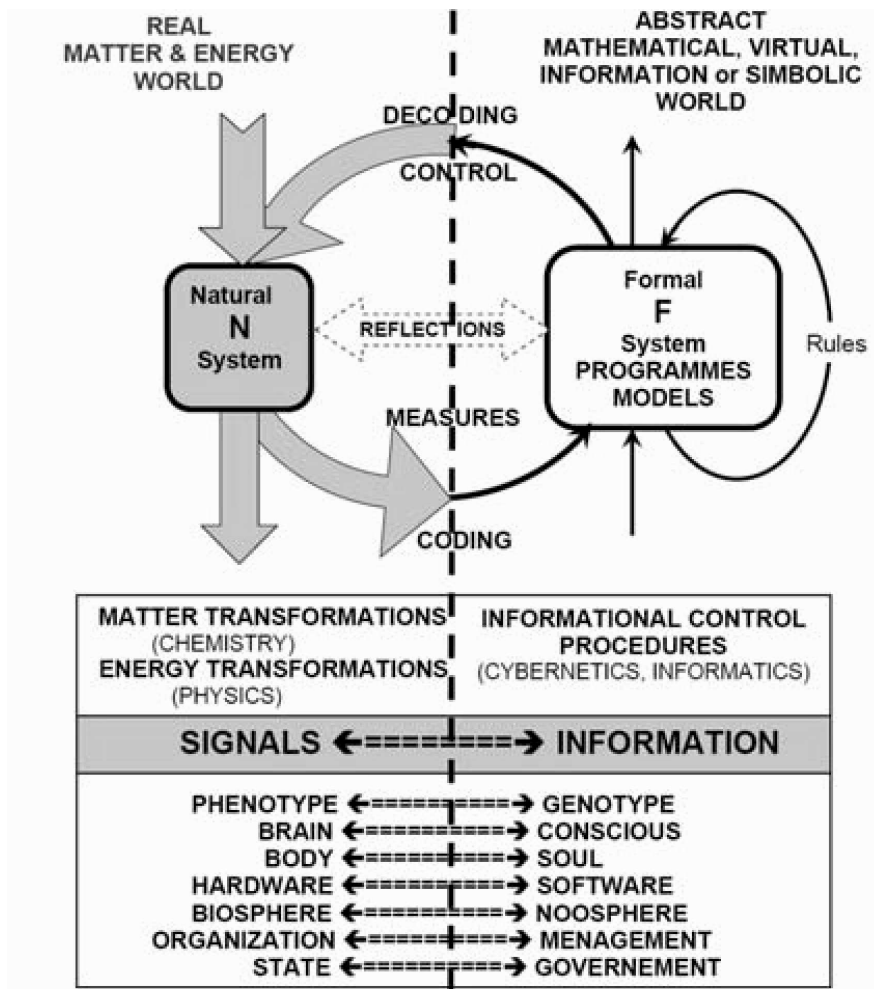 REAL
MATTER & ENERGY
WORLD
ABSTRACT
MATHEMATICAL, VIRTUAL,
INFORMATION or SIMBOLIC
WORLD
DECODING
CONTROL
Natural
N
System
REFLECTIONS
Formal
F
System
PROGRAMMES
MODELS
Rules
MEASURES
CODING
MATTER TRANSFORMATIONS
(CHEMISTRY)
ENERGY TRANSFORMATIONS
(PHYSICS)
INFORMATIONAL CONTROL
PROCEDURES
(CYBERNETICS, INFORMATICS)
SIGNALS INFORMATION
PHENOTYPE GENOTYPE
BRAIN CONSCIOUS
BODY SOUL
HARDWARE SOFTWARE
BIOSPHERE NOOSPHERE
ORGANIZATION MENAGEMENT
STATE GOVERNEMENT